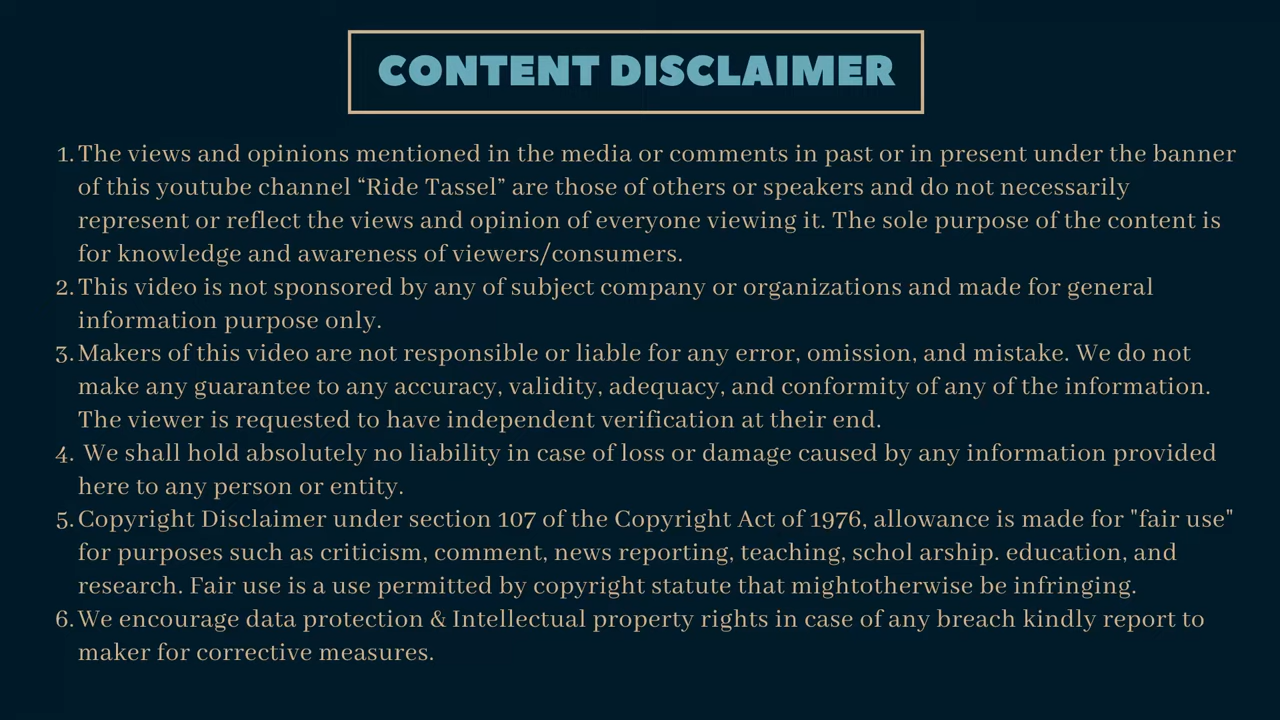 CONTENT DISCLAIMER
1. The views and opinions mentioned in the media or comments in past or in present under the banner
of this youtube channel “Ride Tassel” are those of others or speakers and do not necessarily
represent or reflect the views and opinion of everyone viewing it. The sole purpose of the content is
for knowledge and awareness of viewers/consumers.
2. This video is not sponsored by any of subject company or organizations and made for general
information purpose only.
3. Makers of this video are not responsible or liable for any error, omission, and mistake. We do not
make any guarantee to any accuracy, validity, adequacy, and conformity of any of the information.
The viewer is requested to have independent verification at their end.
4. We shall hold absolutely no liability in case of loss or damage caused by any information provided
here to any person or entity.
5. Copyright Disclaimer under section 107 of the Copyright Act of 1976, allowance is made for "fair use"
for purposes such as criticism, comment, news reporting, teaching, schol arship. education, and
research. Fair use is a use permitted by copyright statute that mightotherwise be infringing.
6. We encourage data protection & Intellectual property rights in case of any breach kindly report to
maker for corrective measures.